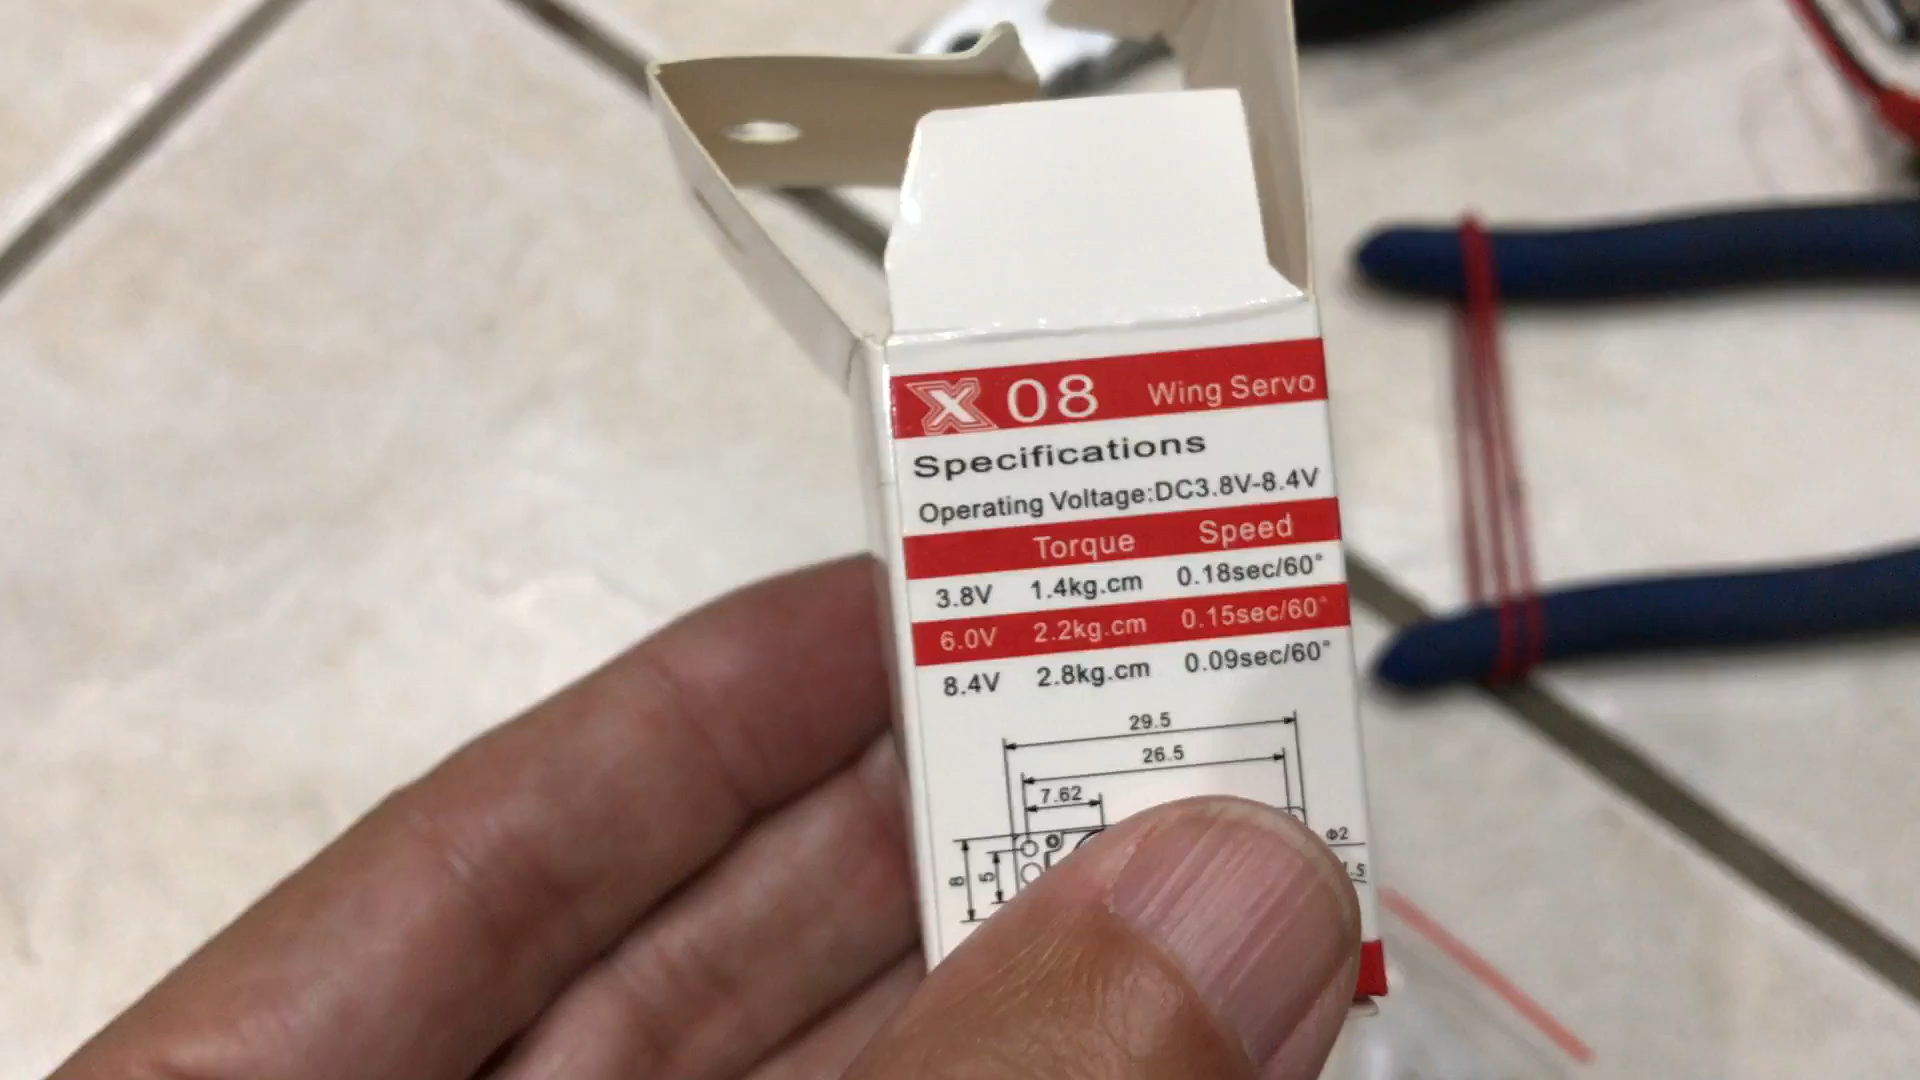 X 08 Wing Servo
Specifications
Operating Voltage:DC3.8V-8.4V
Torque Speed
3.8V 1.4kg.cm 0.18sec/60°
6.0V 2.2kg.cm 0.15sec/60°
8.4V 2.8kg.cm 0.09sec/60°
29.5
26.5
7.62
Φ2
8
5